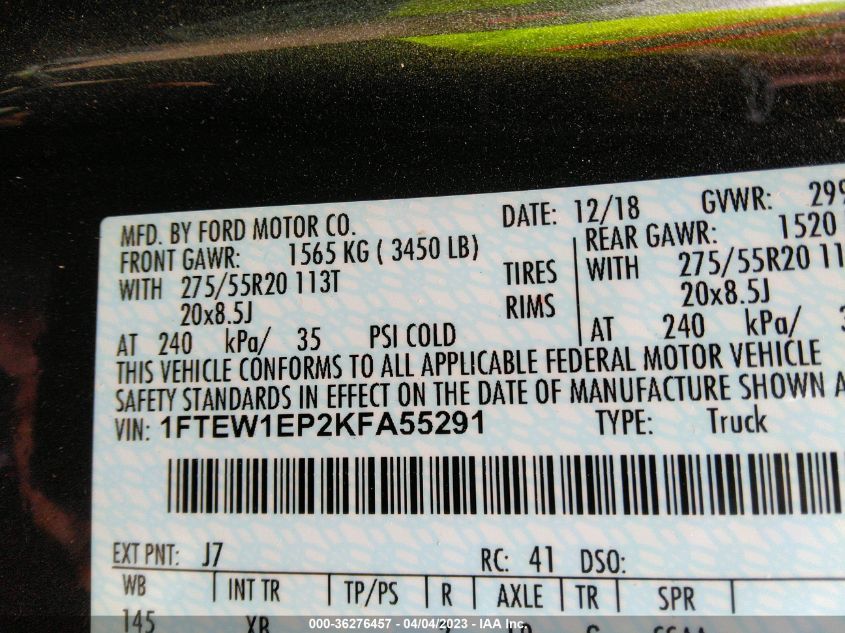 MFD. BY FORD MOTOR CO. DATE: 12/18 GVWR: 299
FRONT GAWR: 1565 KG ( 3450 LB) REAR GAWR: 1520
WITH 275/55R20 113T TIRES WITH 275/55R20 11
20x8.5J RIMS 20x8.5J
AT 240 kPa/ 35 PSI COLD AT 240 kPa/
THIS VEHICLE CONFORMS TO ALL APPLICABLE FEDERAL MOTOR VEHICLE
SAFETY STANDARDS IN EFFECT ON THE DATE OF MANUFACTURE SHOWN A
VIN: 1FTEW1EP2KFA55291 TYPE: Truck
EXT PNT: J7 RC: 41 DSO:
WB INT TR TP/PS R AXLE TR SPR
145 XB
000-36276457 - 04/04/2023 - IAA Inc.